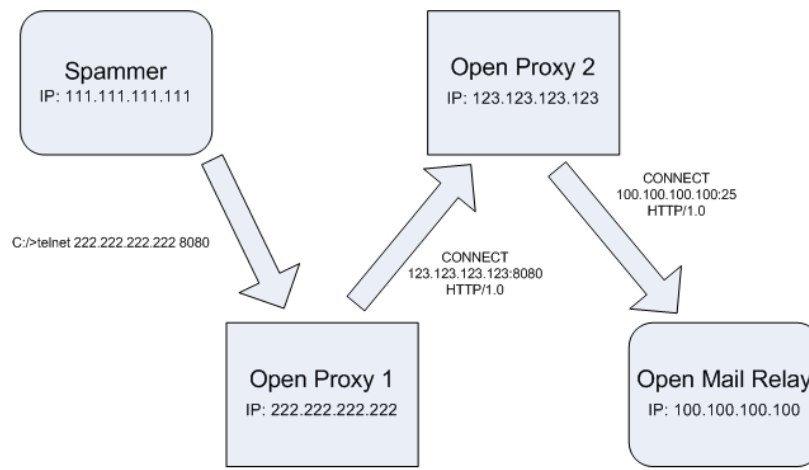 Spammer
IP: 111.111.111.111
Open Proxy 2
IP: 123.123.123.123
CONNECT
100.100.100.100:25
HTTP/1.0
C:/>telnet 222.222.222.222 8080
CONNECT
123.123.123.123:8080
HTTP/1.0
Open Proxy 1
IP: 222.222.222.222
Open Mail Relay
IP: 100.100.100.100